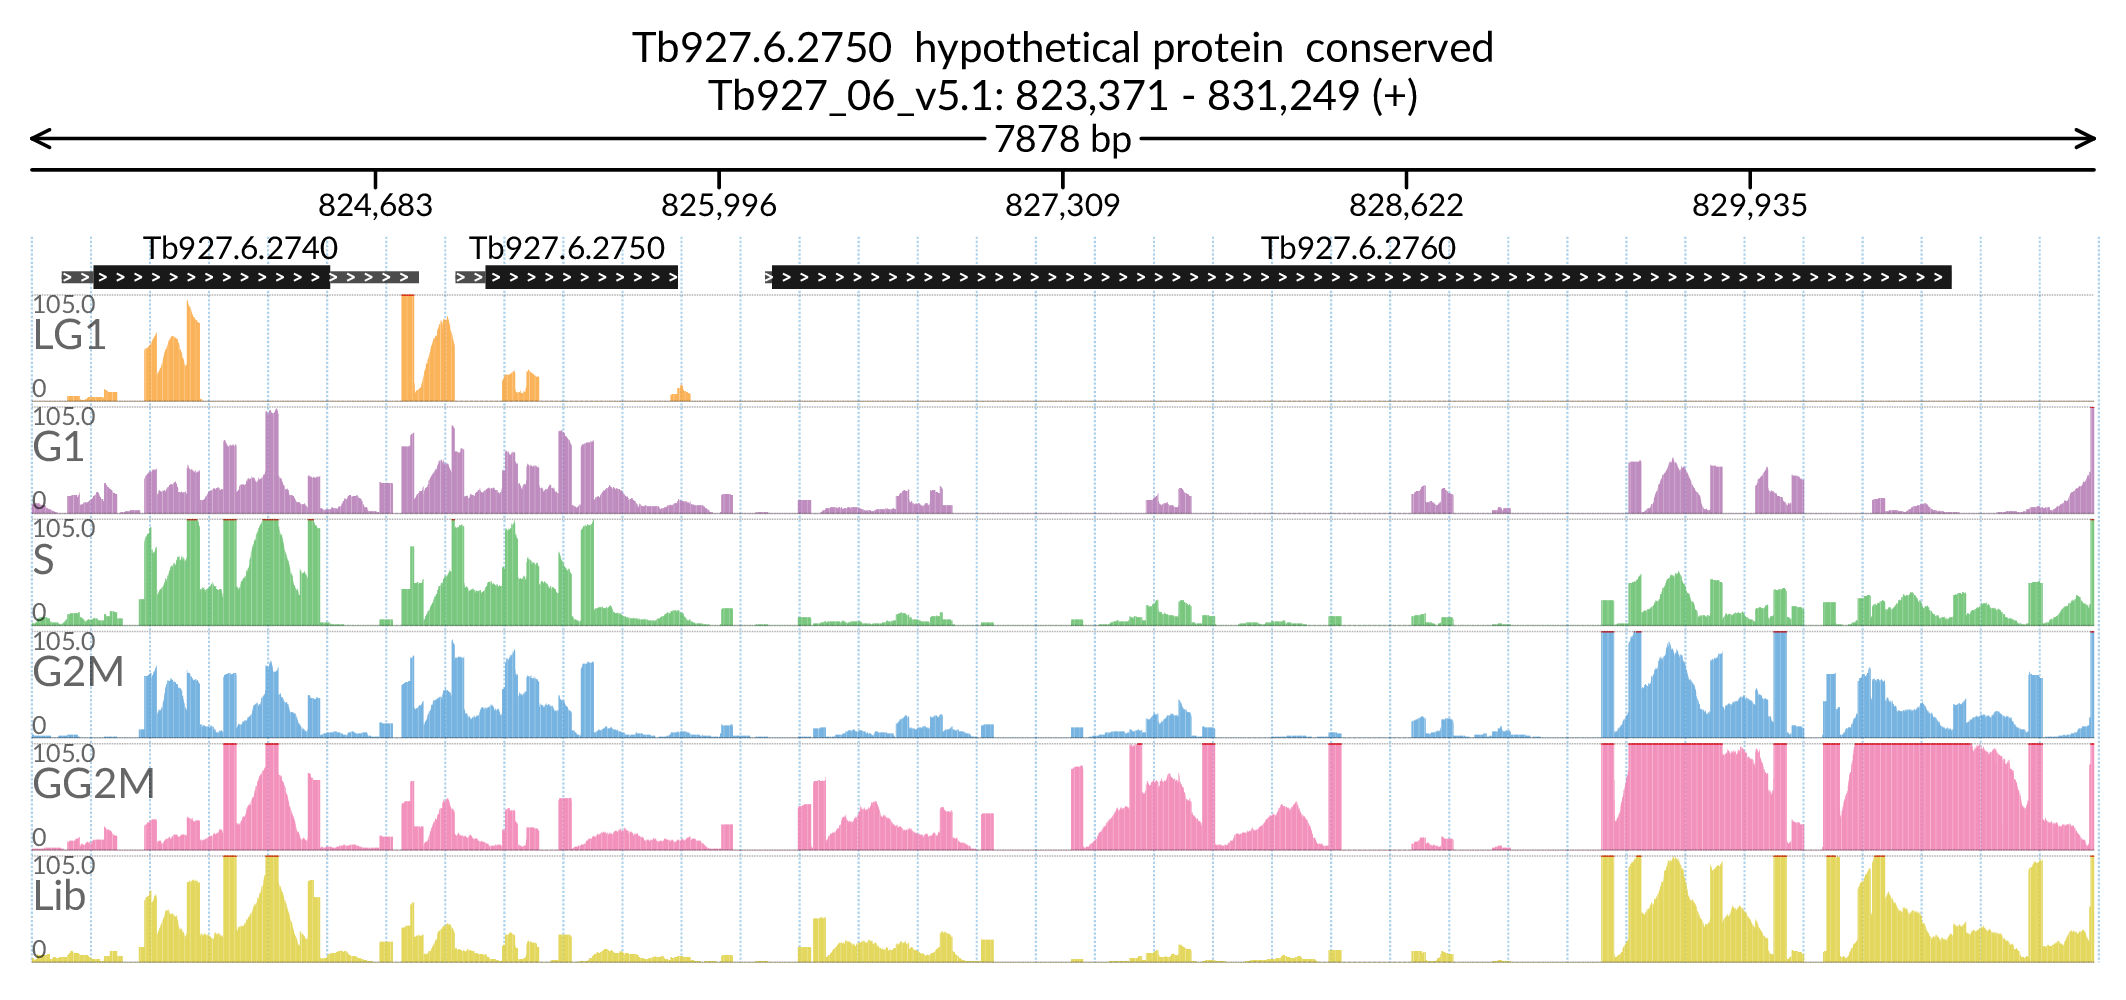 Tb927.6.2750 hypothetical protein conserved
Tb927_06_v5.1: 823,371 - 831,249 (+)
7878 bp
824,683 825,996 827,309 828,622 829,935
Tb927.6.2740 Tb927.6.2750 Tb927.6.2760
105.0
LG1
0
105.0
G1
0
105.0
S
0
105.0
G2M
0
105.0
GG2M
0
105.0
Lib
0